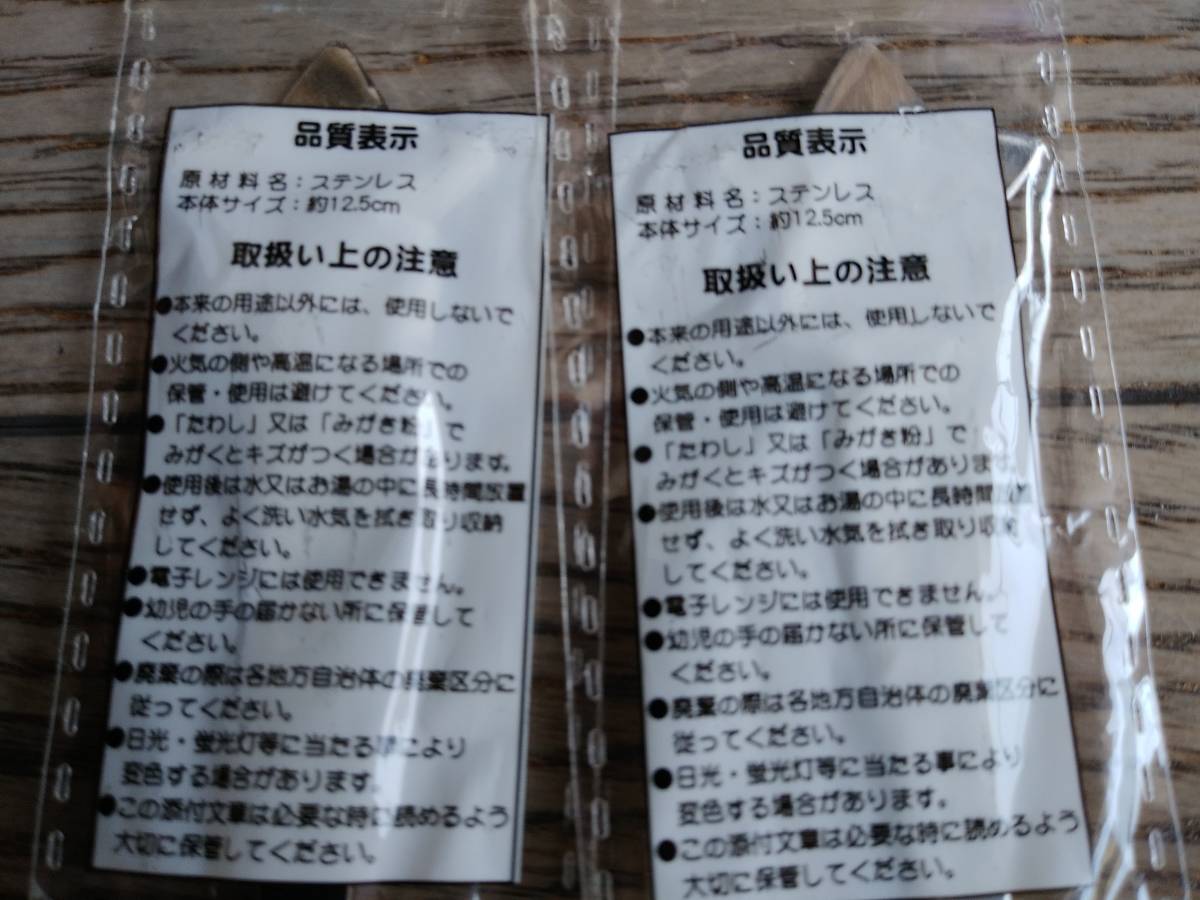 品質表示
原材料名：ステンレス
本体サイズ：約12.5cm
取扱い上の注意
●本来の用途以外には、使用しないで
ください。
●火気の側や高温になる場所での
保管・使用は避けてください。
●「たわし」又は「みがき粉」で
みがくとキズがつく場合があります。
●使用後は水又はお湯の中に長時間放置
せず、よく洗い水気を拭き取り収納
してください。
●電子レンジには使用できません。
●幼児の手の届かない所に保管して
ください。
●廃棄の際は各地方自治体の廃棄区分に
従ってください。
●日光・蛍光灯等に当たる事により
変色する場合があります。
●この添付文章は必要な時に読めるよう
大切に保管してください。
品質表示
原材料名：ステンレス
本体サイズ：約12.5cm
取扱い上の注意
●本来の用途以外には、使用しないで
ください。
●火気の側や高温になる場所での
保管・使用は避けてください。
●「たわし」又は「みがき粉」で
みがくとキズがつく場合があります
●使用後は水又はお湯の中に長時間放置
せず、よく洗い水気を拭き取り収納
してください。
●電子レンジには使用できません。
●幼児の手の届かない所に保管して
ください。
●廃棄の際は各地方自治体の廃棄区分に
従ってください。
●日光・蛍光灯等に当たる事により
変色する場合があります。
●この添付文章は必要な時に読めるよう
大切に保管してください。